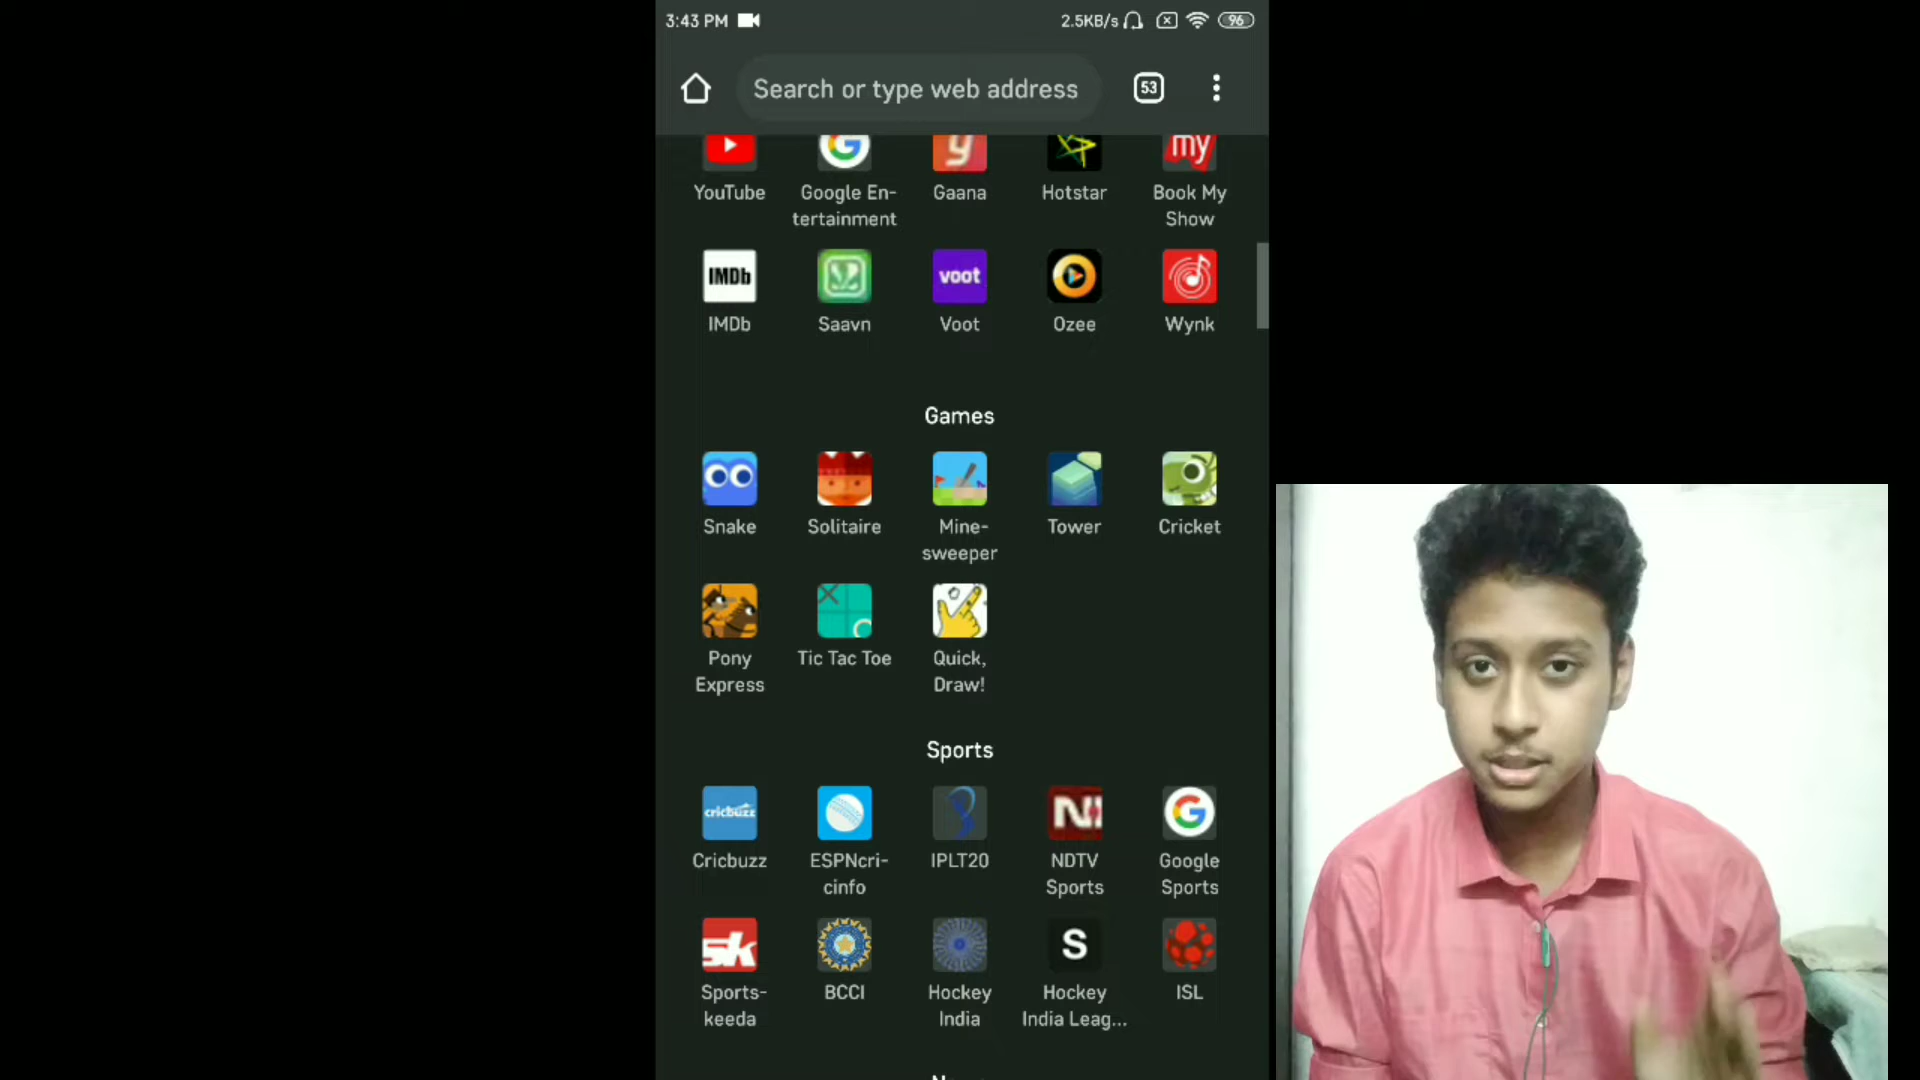 3:43 PM 2.5KB/s 96
Search or type web address 53
my
YouTube Google En- Gaana Hotstar Book My
tertainment Show
IMDb voot
IMDb Saavn Voot Ozee Wynk
Games
Snake Solitaire Mine- Tower Cricket
sweeper
Pony Tic Tac Toe Quick,
Express Draw!
Sports
cricbuzz
Cricbuzz ESPNcri- IPLT20 NDTV Google
cinfo Sports Sports
sk S
Sports- BCCI Hockey Hockey ISL
keeda India India Leag...